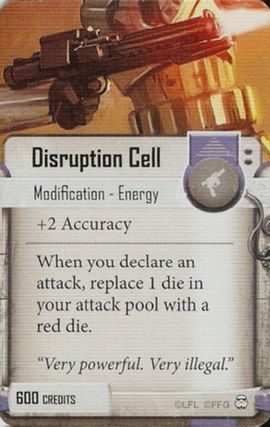 Disruption Cell
Modification - Energy
+2 Accuracy
When you declare an
attack, replace 1 die in
your attack pool with a
red die.
“Very powerful. Very illegal.”
600 CREDITS
©LFL ©FFG